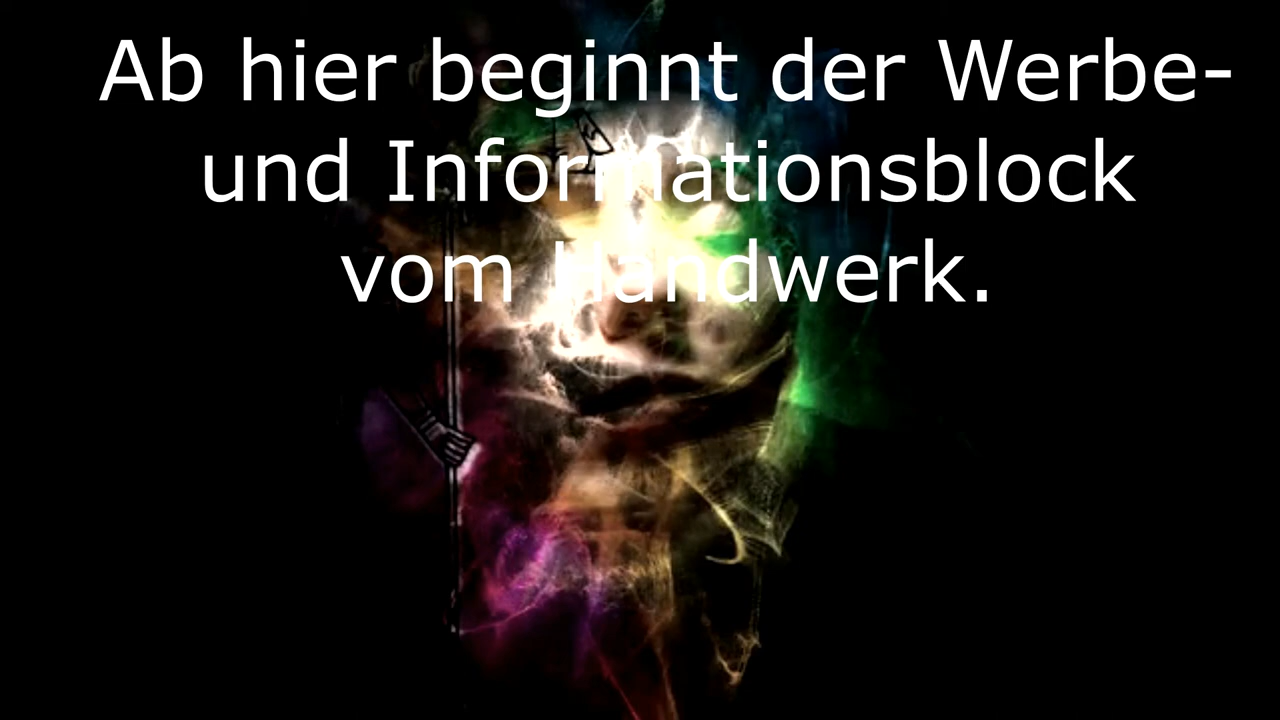 Ab hier beginnt der Werbe-
und Informationsblock
vom Handwerk.